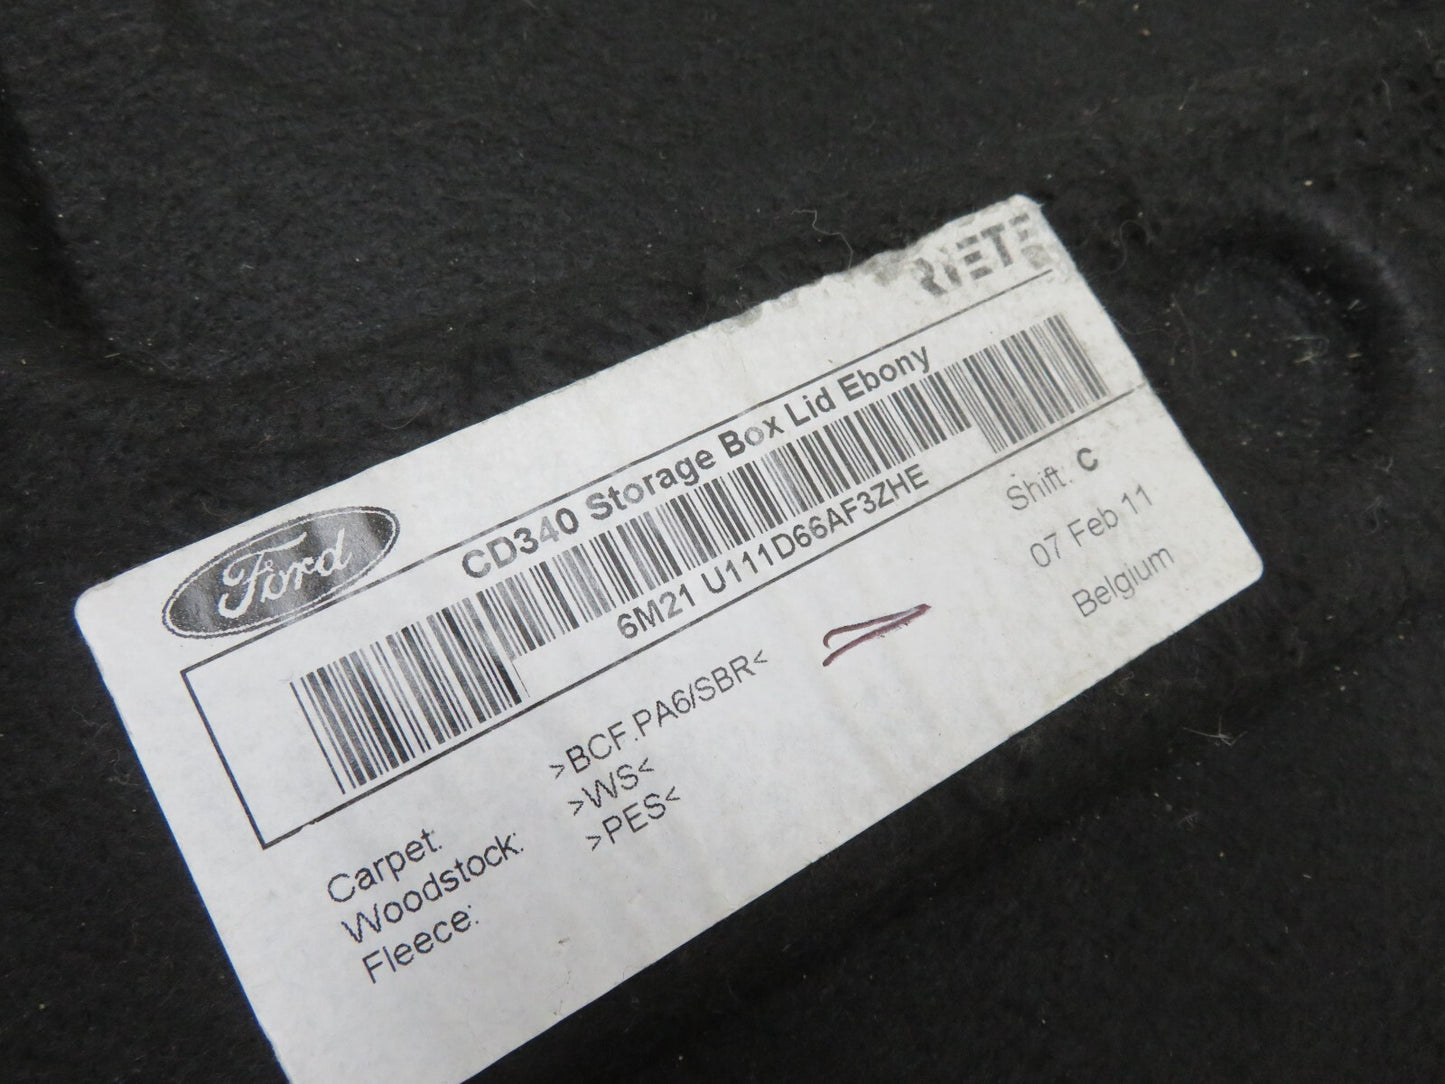 RIETE
Ford
CD340 Storage Box Lid Ebony
6M21 U111D66AF3ZHE
Shift: C
07 Feb 11
Belgium
Carpet: >BCF.PA6/SBR<
Woodstock: >WS<
Fleece: >PES<